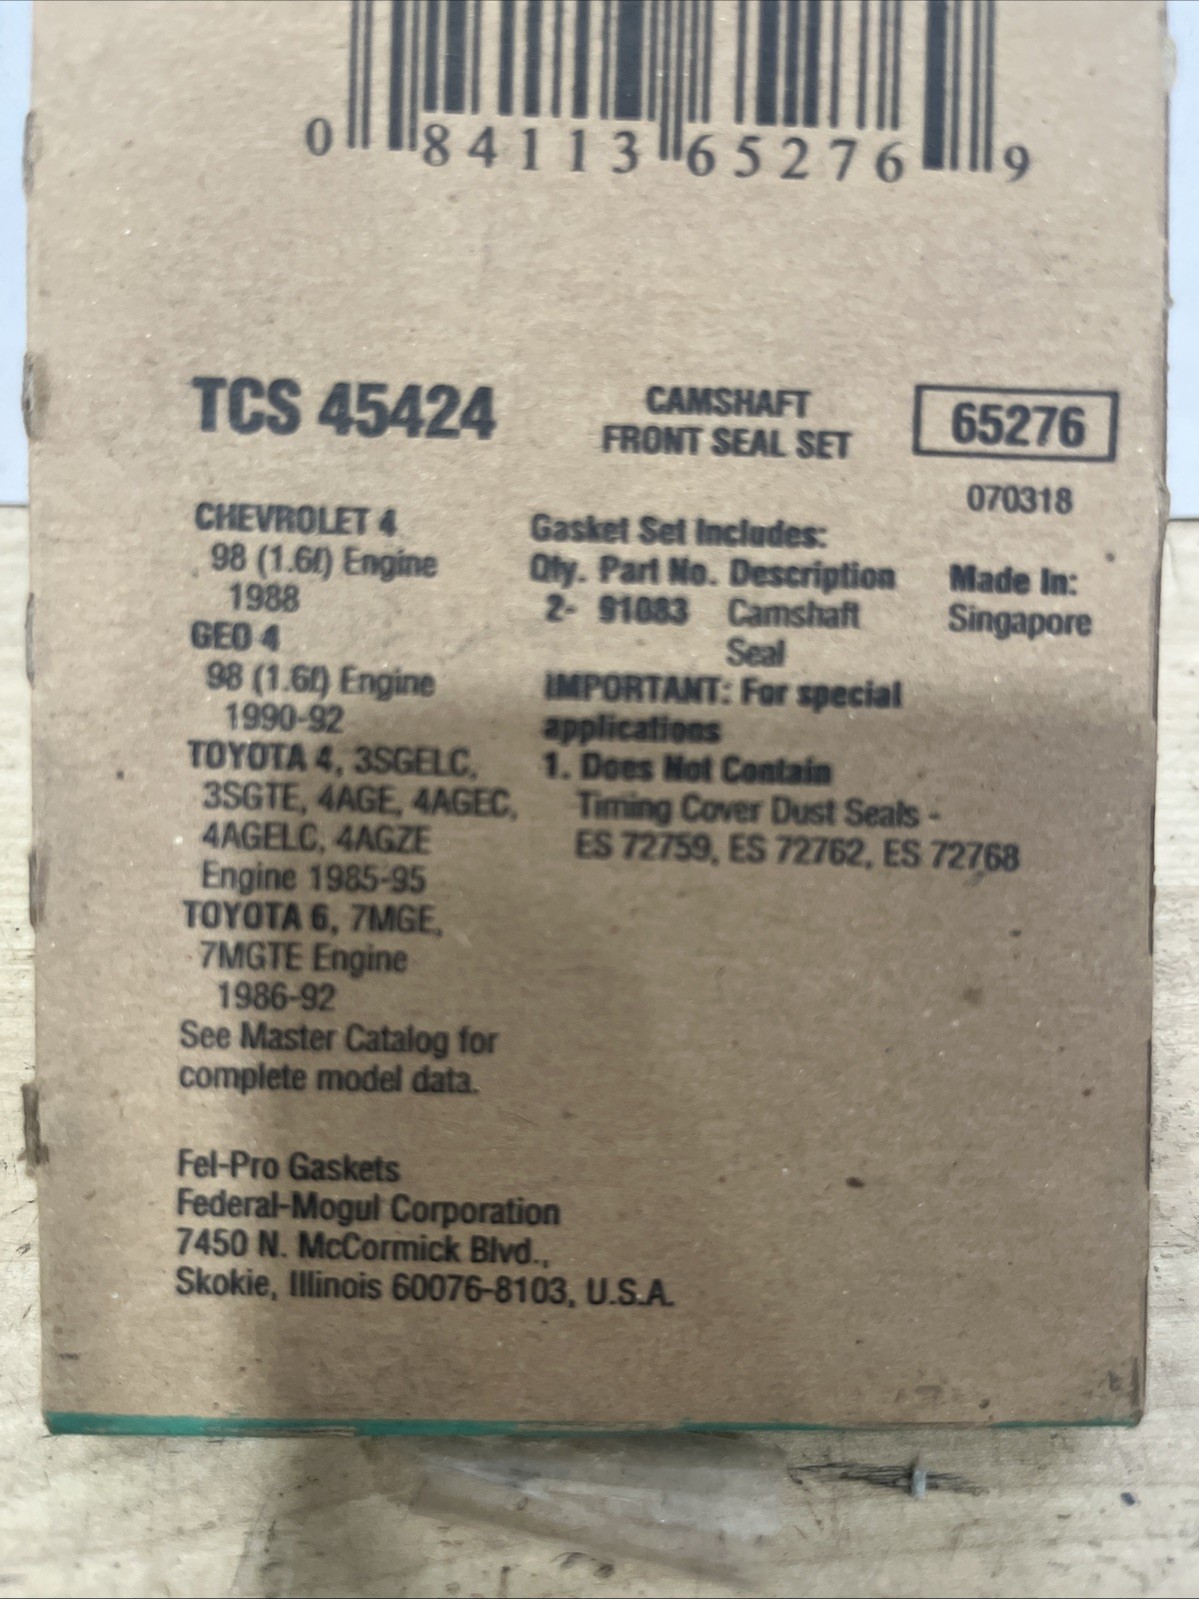 0 84113 65276 9
TCS 45424
CAMSHAFT
FRONT SEAL SET
65276
070318
CHEVROLET 4
98 (1.6ℓ) Engine
1988
GEO 4
98 (1.6ℓ) Engine
1990-92
TOYOTA 4, 3SGELC,
3SGTE, 4AGE, 4AGEC,
4AGELC, 4AGZE
Engine 1985-95
TOYOTA 6, 7MGE,
7MGTE Engine
1986-92
See Master Catalog for
complete model data.
Gasket Set Includes:
Qty. Part No. Description
2- 91083 Camshaft
Seal
IMPORTANT: For special
applications
1. Does Not Contain
Timing Cover Dust Seals -
ES 72759, ES 72762, ES 72768
Made In:
Singapore
Fel-Pro Gaskets
Federal-Mogul Corporation
7450 N. McCormick Blvd.,
Skokie, Illinois 60076-8103, U.S.A.